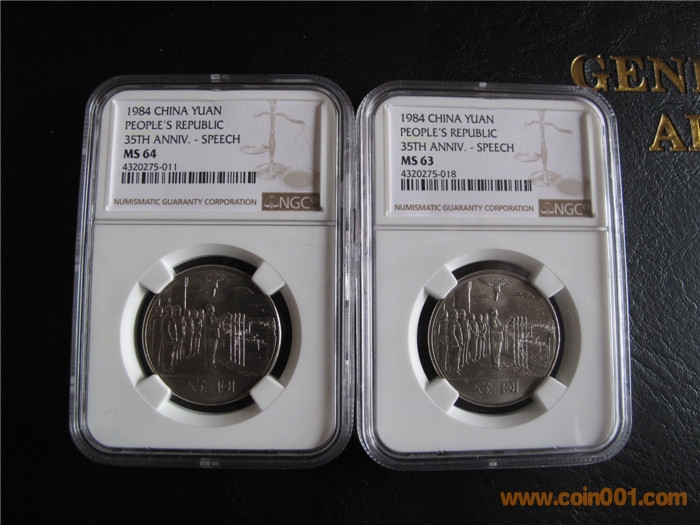 1984 CHINA YUAN
PEOPLE'S REPUBLIC
35TH ANNIV. - SPEECH
MS 64
4320275-011
NUMISMATIC GUARANTY CORPORATION
NGC
1984 CHINA YUAN
PEOPLE'S REPUBLIC
35TH ANNIV. - SPEECH
MS 63
4320275-018
NUMISMATIC GUARANTY CORPORATION
NGC
GEN
A
www.coin001.com